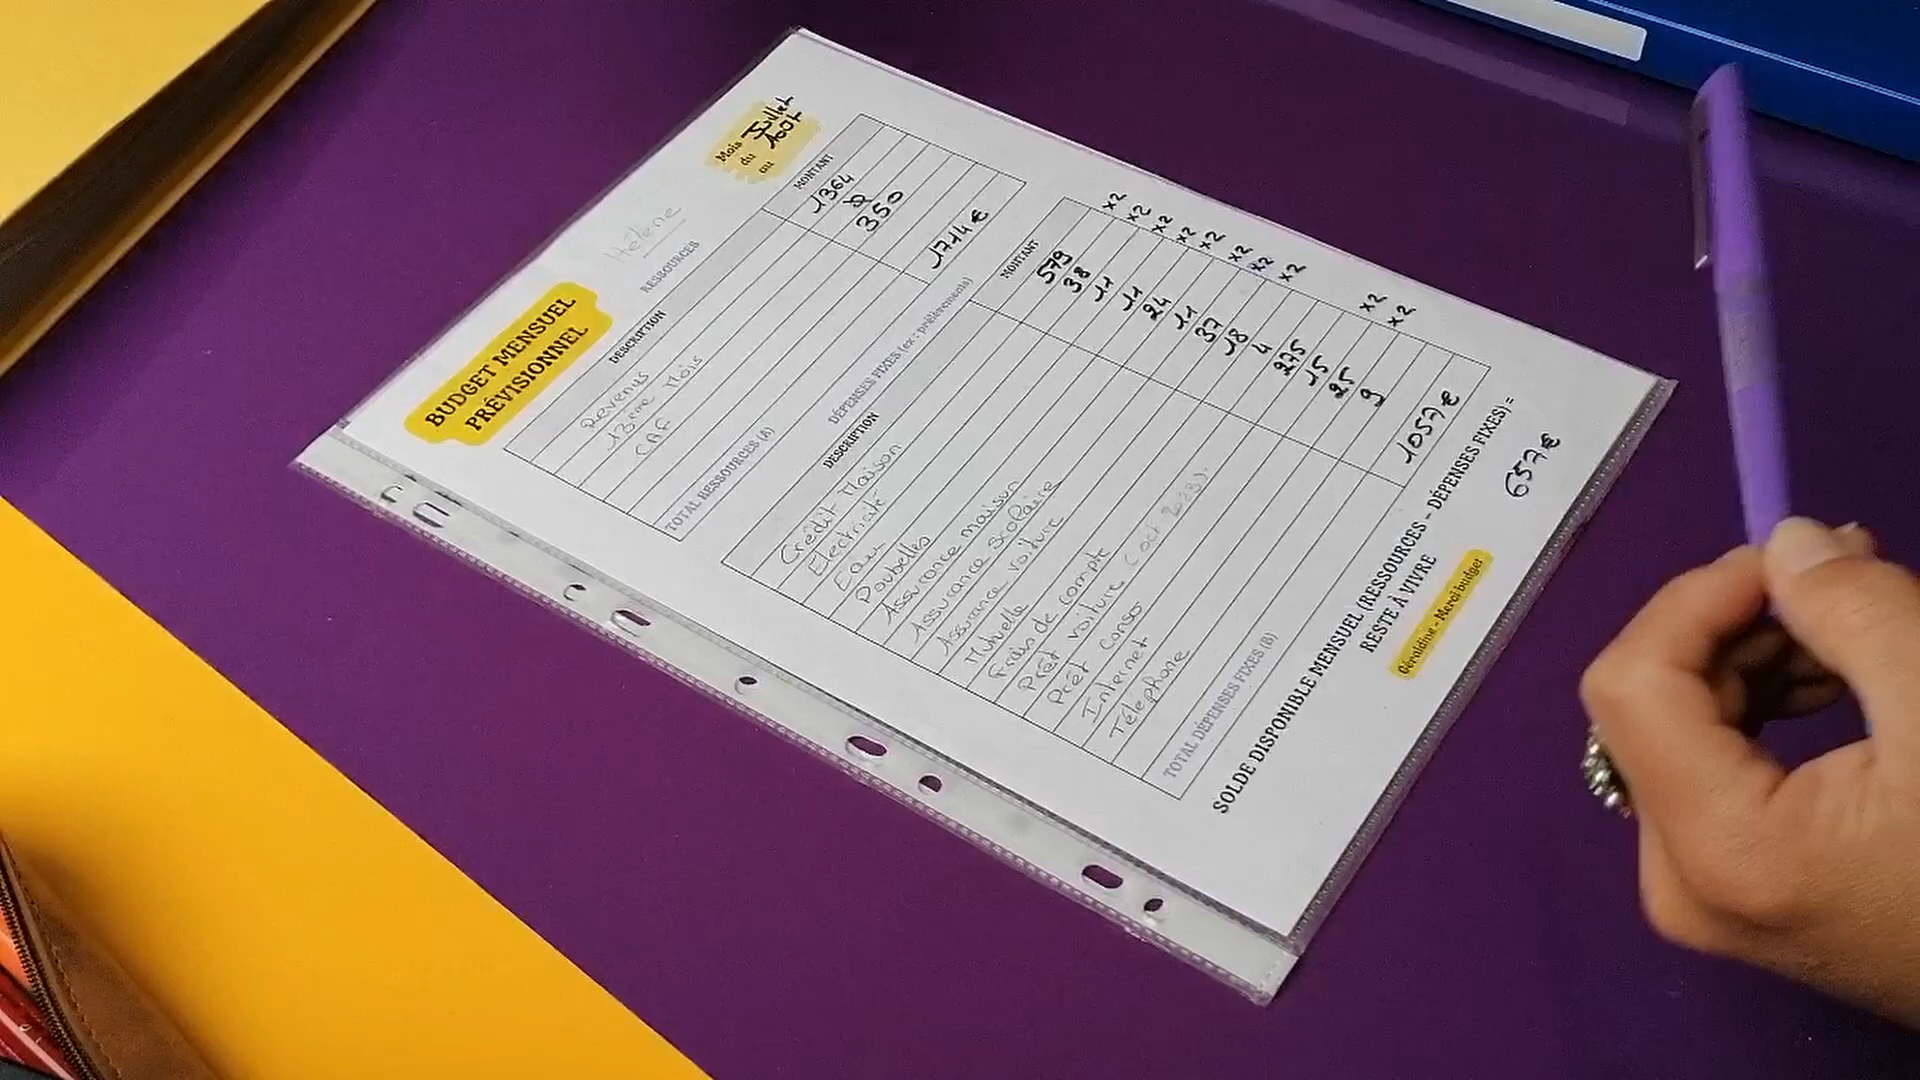 BUDGET MENSUEL
PRÉVISIONNEL
Hélène
Mois
du Juillet
au Août
RESSOURCES
DESCRIPTION MONTANT
Revenus 1364
13ème Mois
CAF 350
TOTAL RESSOURCES (A) 1714€
DÉPENSES FIXES (ex : prélèvements)
DESCRIPTION MONTANT
Crédit Maison 579 x2
Electricité 38 x2
Eau 11 x2
Poubelles 11 x2
Assurance maison 24 x2
Assurance scolaire 11 x2
Assurance voiture 37 x2
Mutuelle 18 x2
Frais de compte 4
Prêt voiture (oct 2023). 275
Prêt Conso 15
Internet 25 x2
Téléphone 9 x2
TOTAL DÉPENSES FIXES (B) 1057€
SOLDE DISPONIBLE MENSUEL (RESSOURCES - DÉPENSES FIXES) =
RESTE À VIVRE
657€
Géraldine - Merci budget